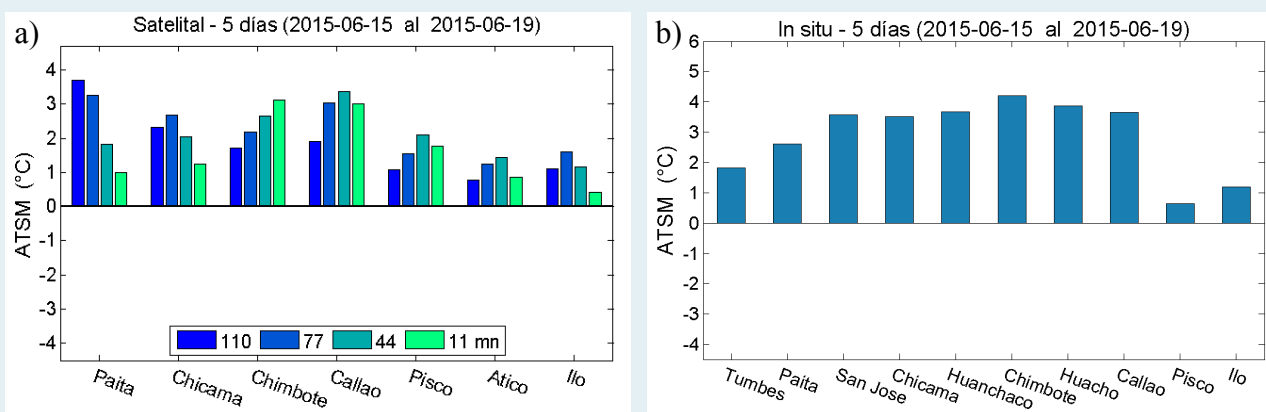 a)
Satelital - 5 días (2015-06-15 al 2015-06-19)
ATSM (°C)
4
3
2
1
0
-1
-2
-3
-4
110 77 44 11 mn
Paita Chicama Chimbote Callao Pisco Atico Ilo
b)
In situ - 5 días (2015-06-15 al 2015-06-19)
ATSM (°C)
6
5
4
3
2
1
0
-1
-2
-3
-4
Tumbes Paita San Jose Chicama Huanchaco Chimbote Huacho Callao Pisco Ilo